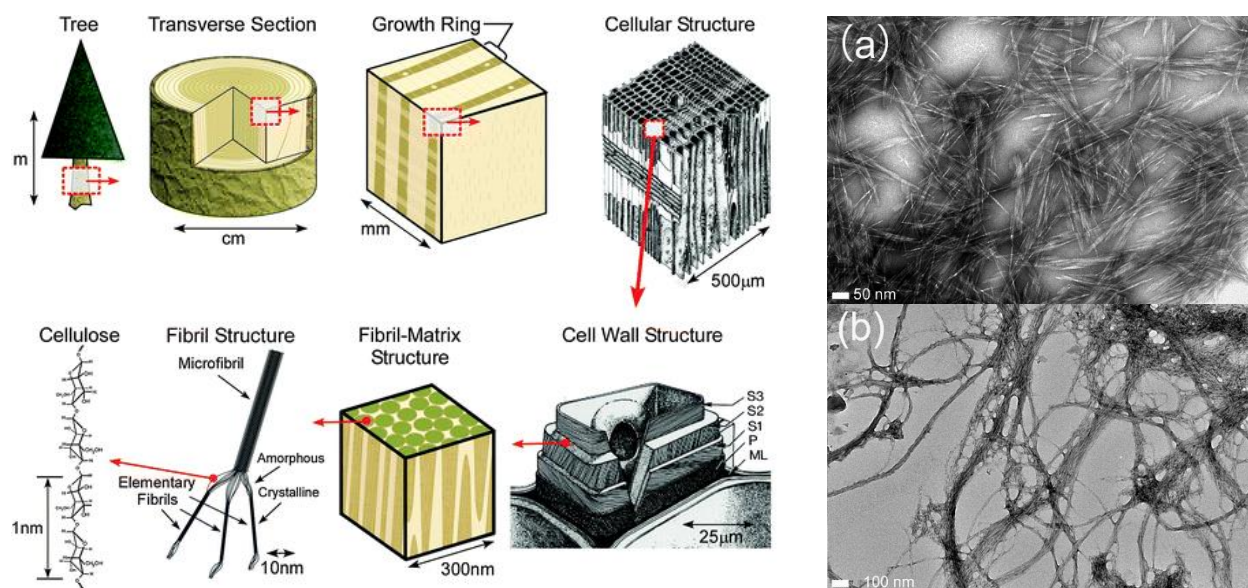 Tree
Transverse Section
Growth Ring
Cellular Structure
m
cm
mm
500µm
Cellulose
Fibril Structure
Fibril-Matrix
Structure
Cell Wall Structure
Microfibril
Amorphous
Elementary
Fibrils
Crystalline
1nm
10nm
300nm
S3
S2
S1
P
ML
25µm
(a)
50 nm
(b)
100 nm